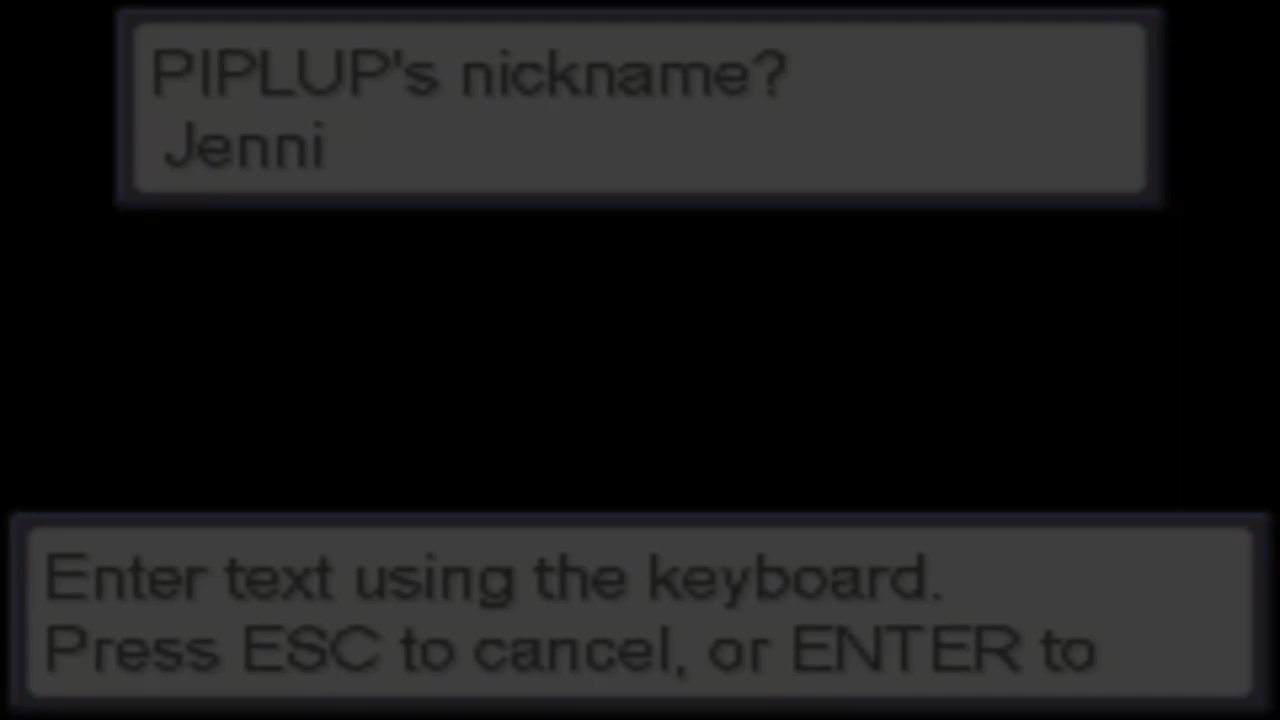 PIPLUP's nickname?
Jenni
Enter text using the keyboard.
Press ESC to cancel, or ENTER to